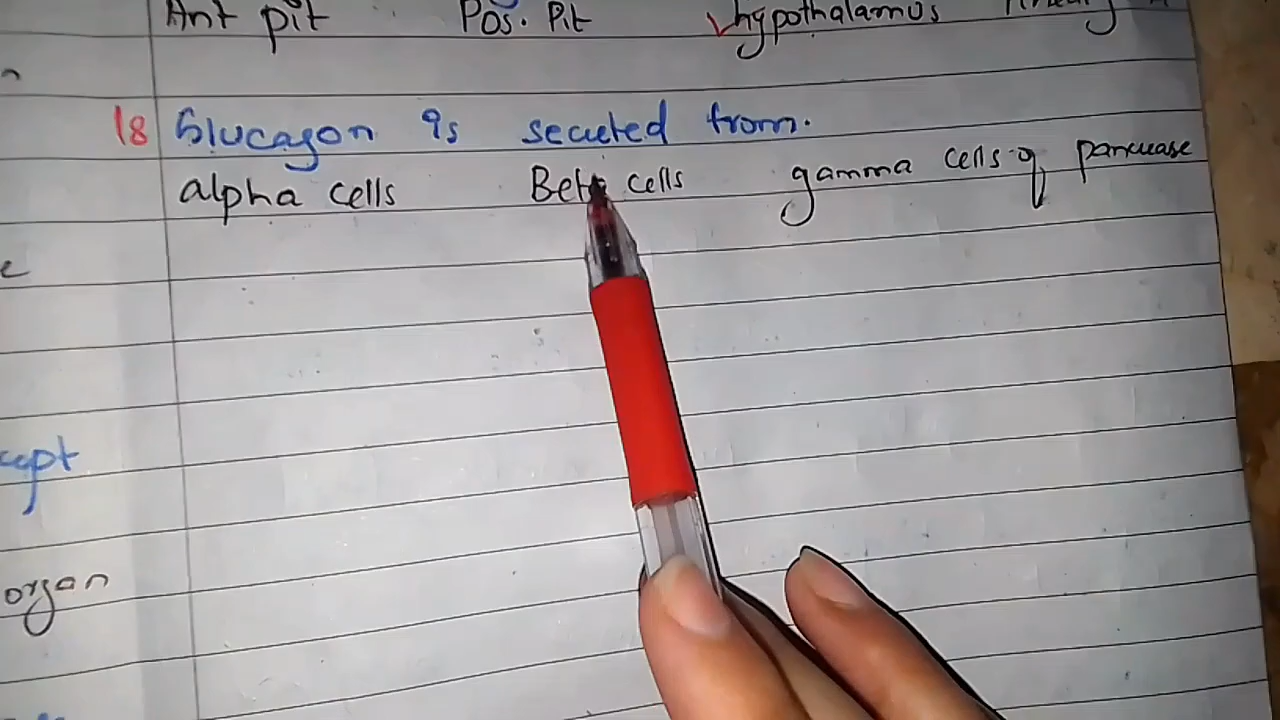 Ant pit Pos. Pit hypothalamus
18 Glucagon is secreted from.
alpha cells Beta cells gamma cells of pancrease
cept
organ